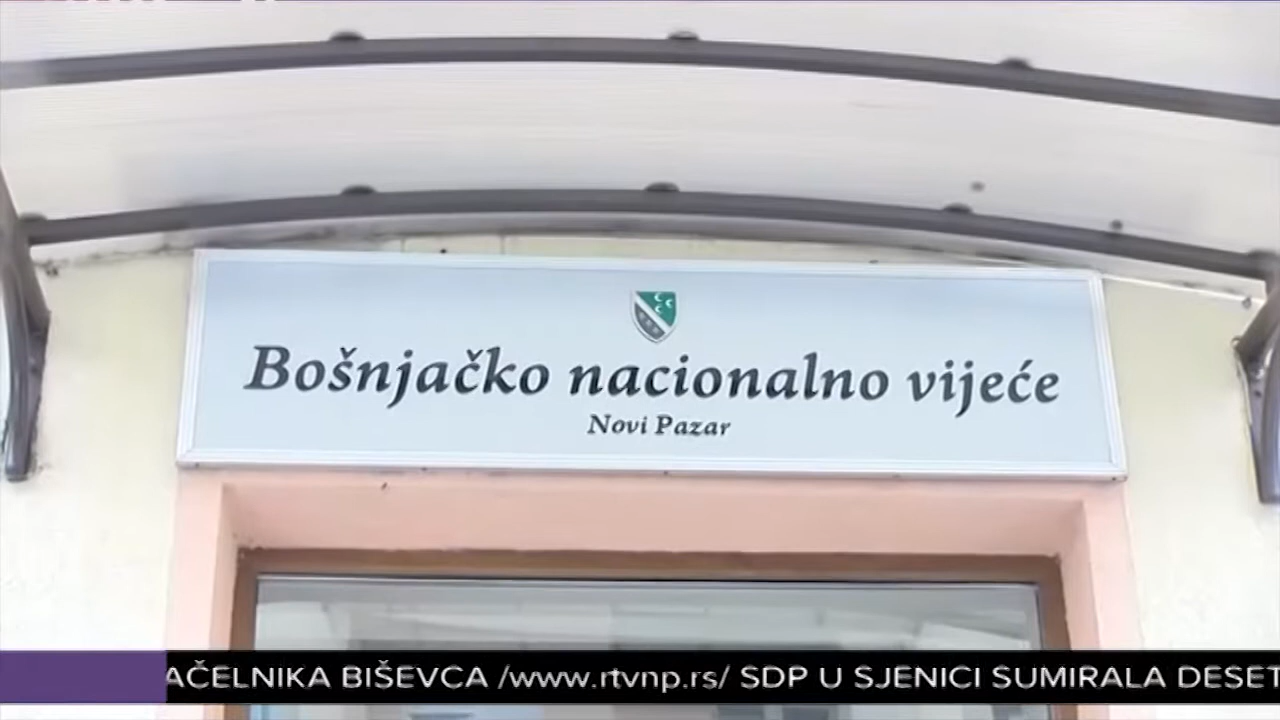 Bošnjačko nacionalno vijeće
Novi Pazar
AČELNIKA BIŠEVCA /www.rtvnp.rs/ SDP U SJENICI SUMIRALA DESET